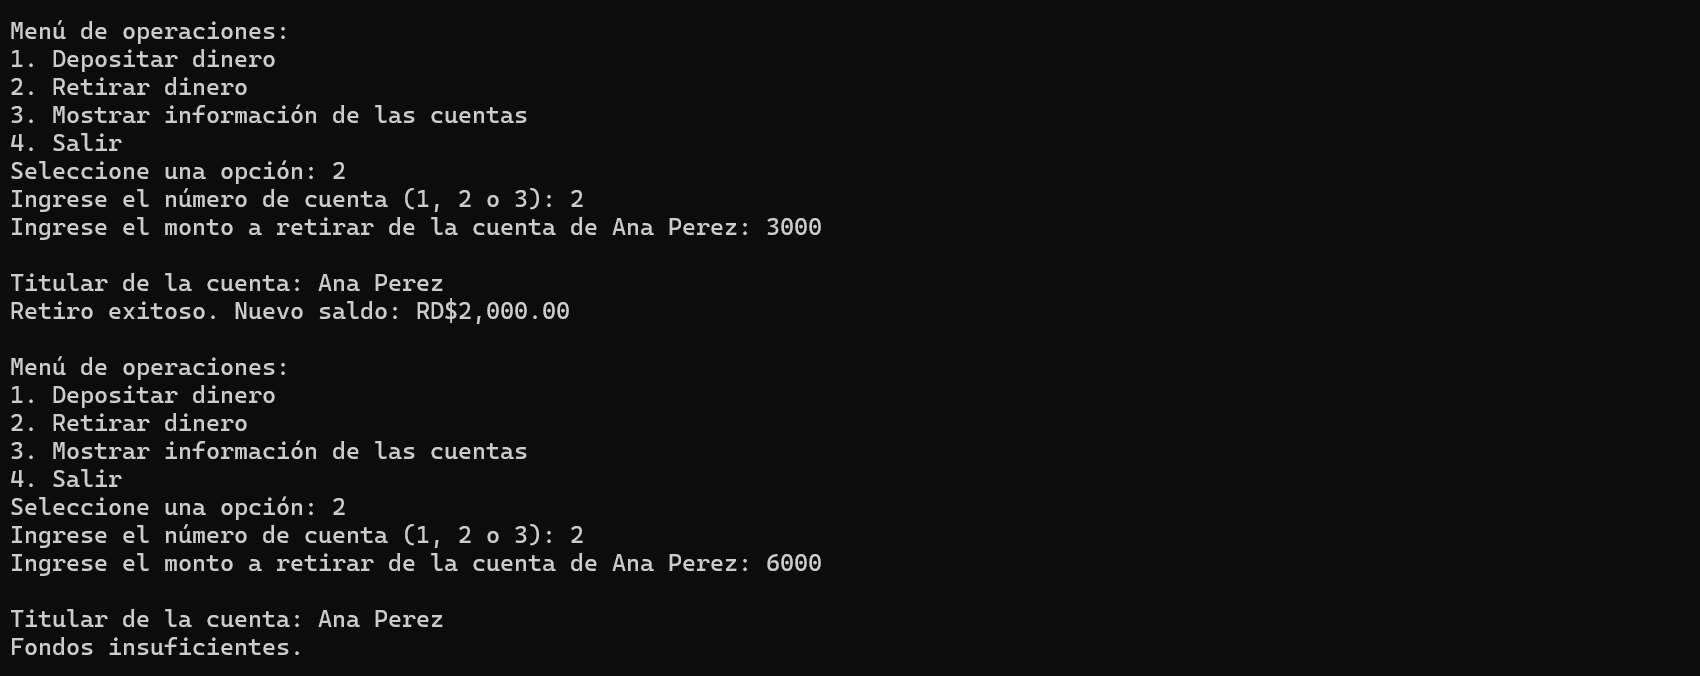 Menú de operaciones:
1. Depositar dinero
2. Retirar dinero
3. Mostrar información de las cuentas
4. Salir
Seleccione una opción: 2
Ingrese el número de cuenta (1, 2 o 3): 2
Ingrese el monto a retirar de la cuenta de Ana Perez: 3000
Titular de la cuenta: Ana Perez
Retiro exitoso. Nuevo saldo: RD$2,000.00
Menú de operaciones:
1. Depositar dinero
2. Retirar dinero
3. Mostrar información de las cuentas
4. Salir
Seleccione una opción: 2
Ingrese el número de cuenta (1, 2 o 3): 2
Ingrese el monto a retirar de la cuenta de Ana Perez: 6000
Titular de la cuenta: Ana Perez
Fondos insuficientes.